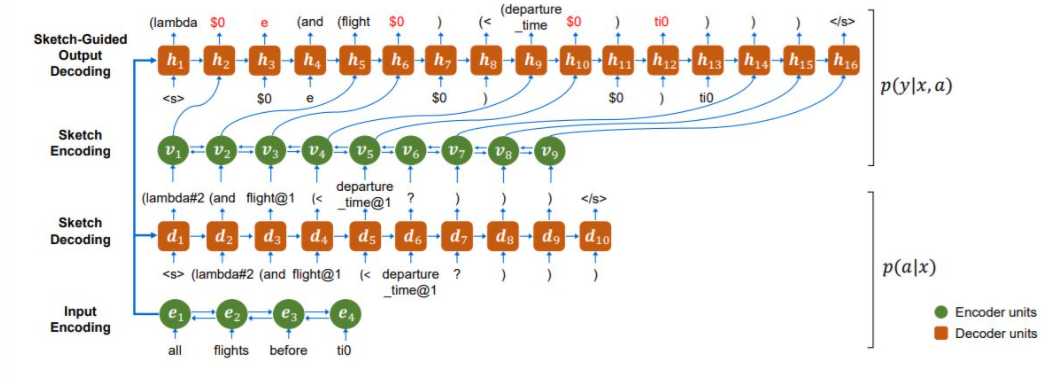 (lambda $0 e (and (flight $0 ) (< (departure _time $0 ) ti0 ) ) ) </s>
Sketch-Guided Output Decoding
h1 h2 h3 h4 h5 h6 h7 h8 h9 h10 h11 h12 h13 h14 h15 h16
<s> $0 e $0 ) $0 ) ti0
p(y|x, a)
Sketch Encoding
v1 v2 v3 v4 v5 v6 v7 v8 v9
(lambda#2 (and flight@1 (< departure _time@1 ? ) ) ) </s>
Sketch Decoding
d1 d2 d3 d4 d5 d6 d7 d8 d9 d10
<s> (lambda#2 (and flight@1 (< departure _time@1 ? ) ) )
p(a|x)
Input Encoding
e1 e2 e3 e4
all flights before ti0
Encoder units
Decoder units